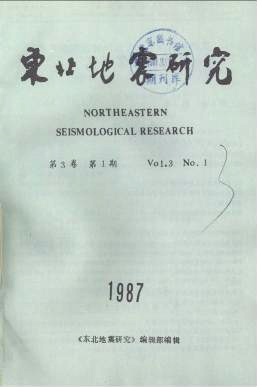 東北地震研究
NORTHEASTERN
SEISMOLOGICAL RESEARCH
第3卷 第1期 Vol.3 No.1
1987
《东北地震研究》编辑部编辑